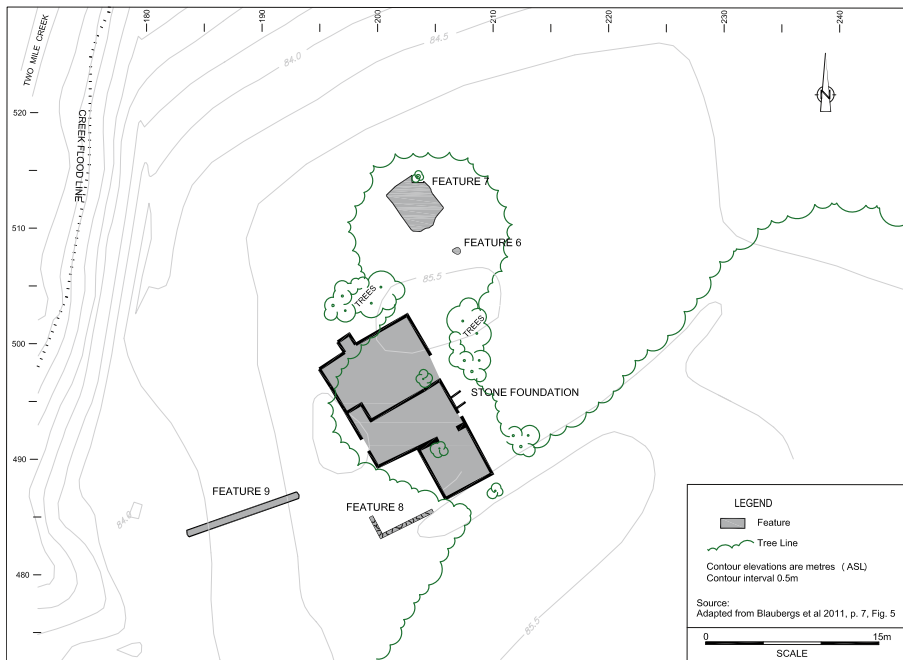 180
190
200
210
220
230
240
TWO MILE CREEK
84.0
84.5
N
520
CREEK FLOOD LINE
FEATURE 7
510
FEATURE 6
85.5
TREES
TREES
500
STONE FOUNDATION
490
FEATURE 9
FEATURE 8
84.0
480
85.5
LEGEND
Feature
Tree Line
Contour elevations are metres (ASL)
Contour interval 0.5m
Source:
Adapted from Blaubergs et al 2011, p. 7, Fig. 5
0 15m
SCALE